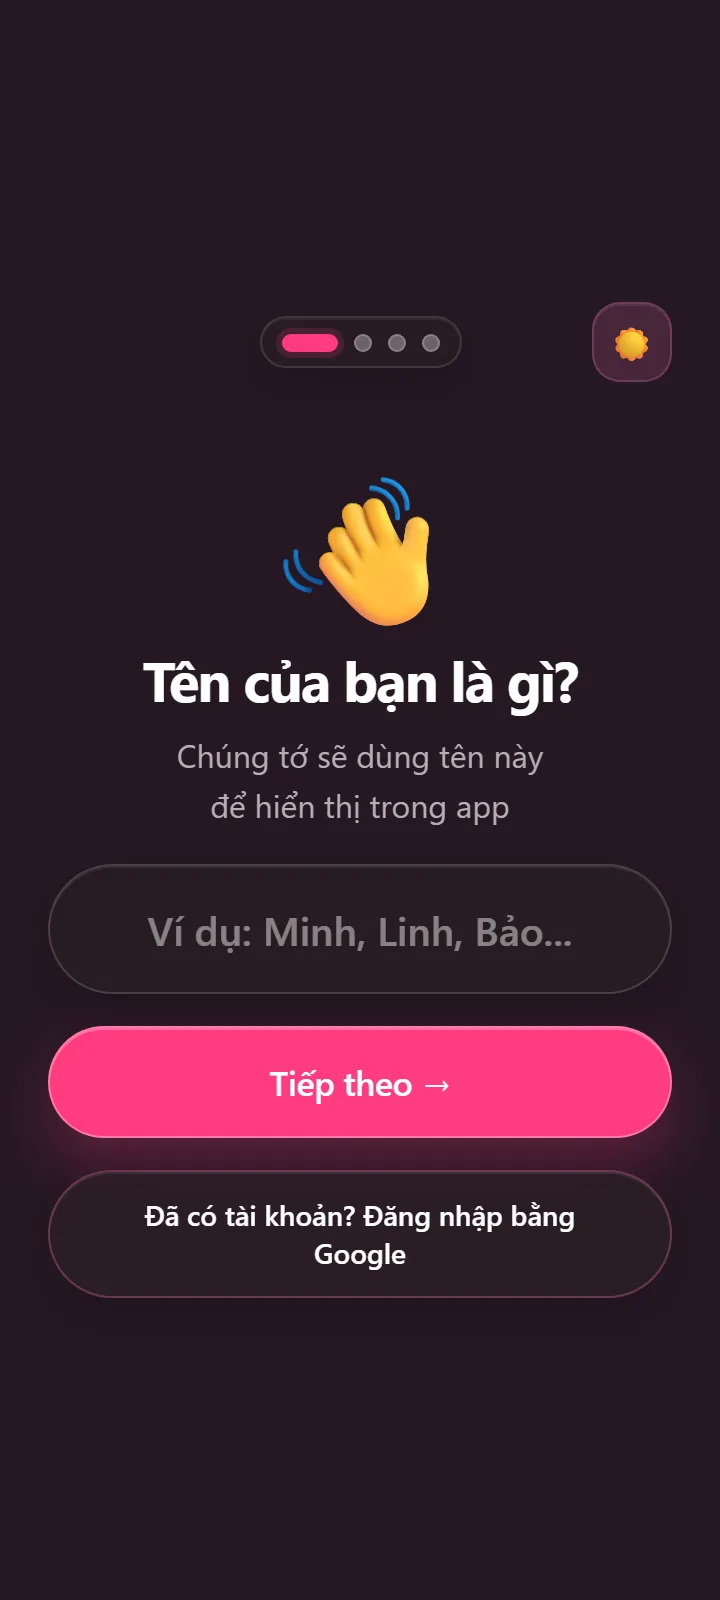 Tên của bạn là gì?
Chúng tớ sẽ dùng tên này
để hiển thị trong app
Ví dụ: Minh, Linh, Bảo...
Tiếp theo →
Đã có tài khoản? Đăng nhập bằng
Google